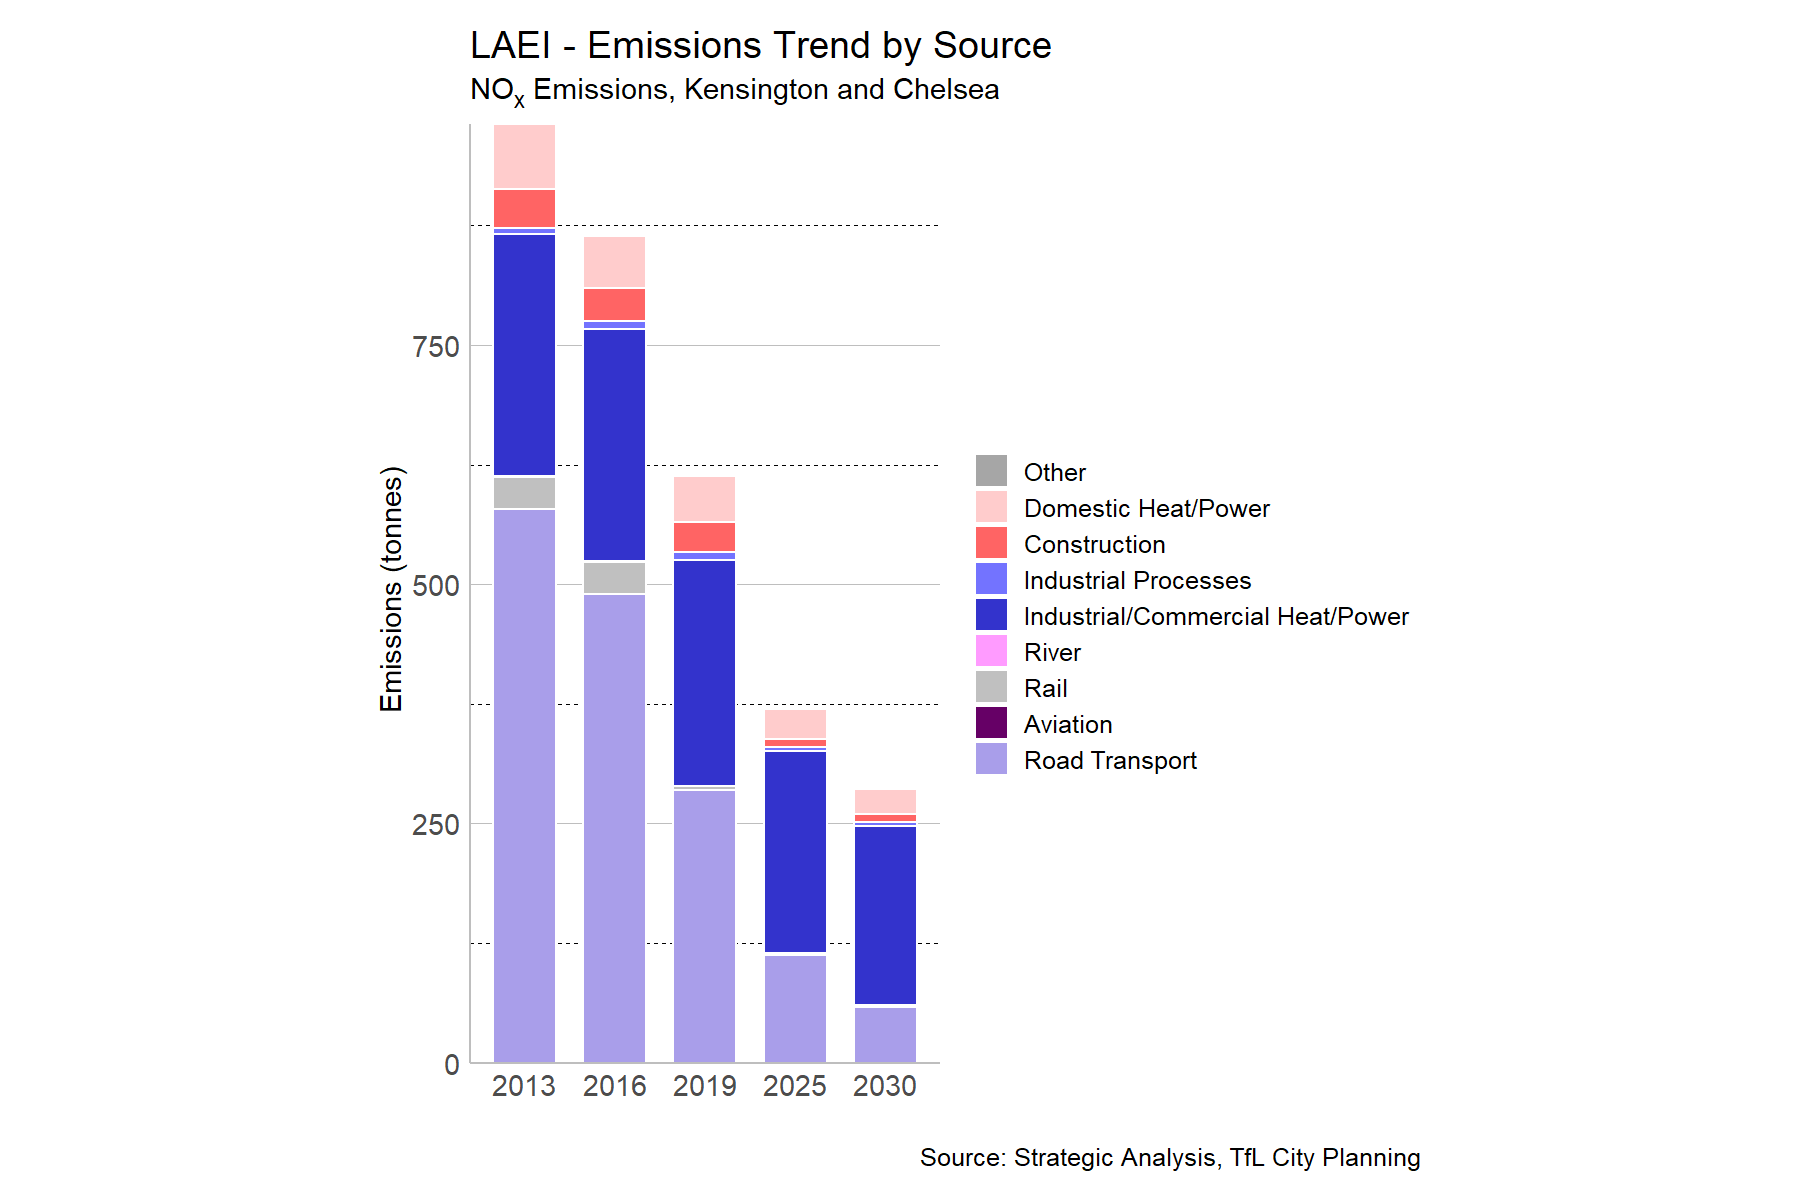 LAEI - Emissions Trend by Source
NOx Emissions, Kensington and Chelsea
Emissions (tonnes)
750
500
250
0
2013 2016 2019 2025 2030
Other
Domestic Heat/Power
Construction
Industrial Processes
Industrial/Commercial Heat/Power
River
Rail
Aviation
Road Transport
Source: Strategic Analysis, TfL City Planning